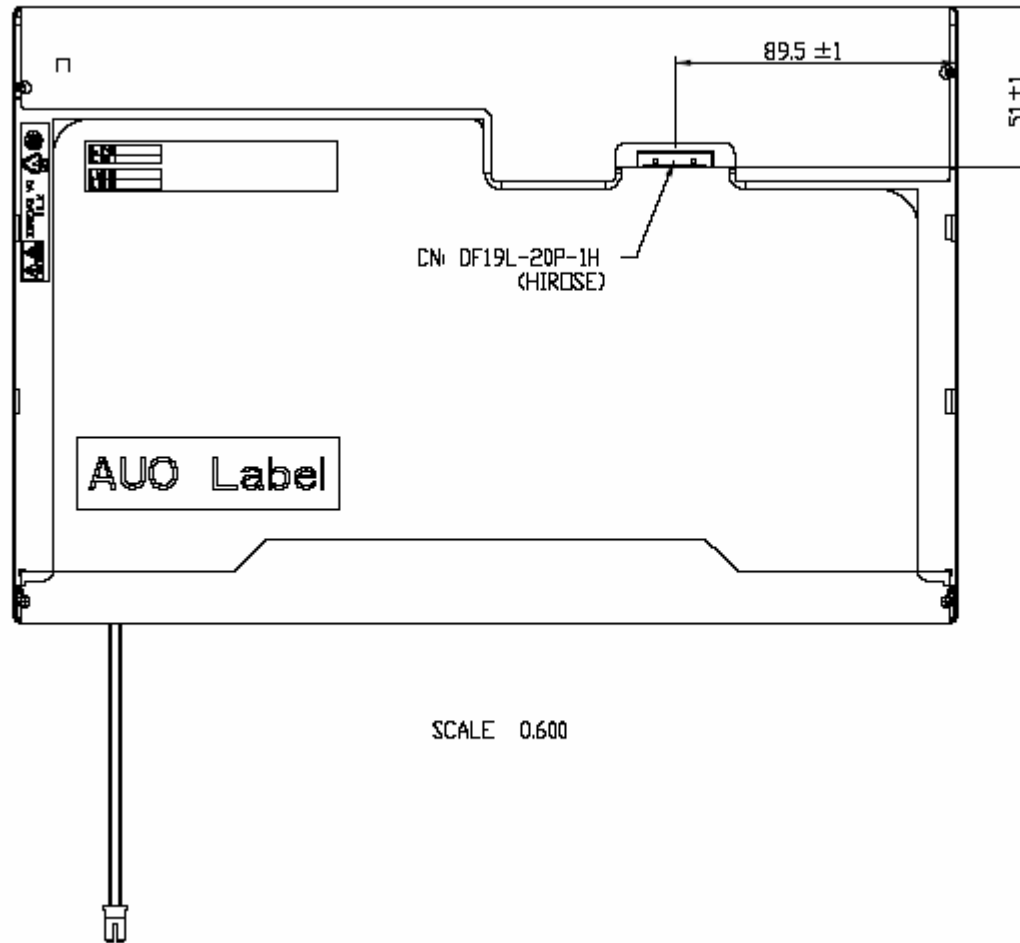 89.5 ±1
51 ±1
CN: DF19L-20P-1H
(HIROSE)
AUO Label
SCALE 0.600